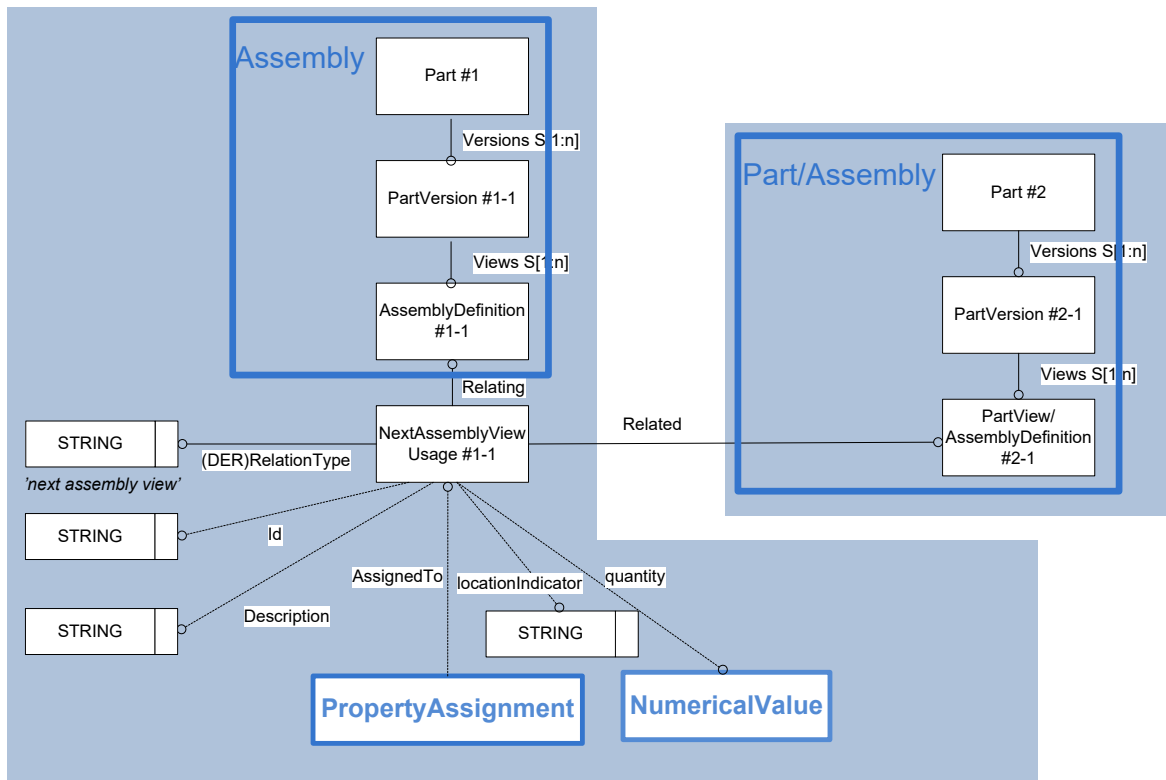 Assembly
Part #1
Versions S[1:n]
PartVersion #1-1
Views S[1:n]
AssemblyDefinition
#1-1
Relating
NextAssemblyView
Usage #1-1
Part/Assembly
Part #2
Versions S[1:n]
PartVersion #2-1
Views S[1:n]
PartView/
AssemblyDefinition
#2-1
Related
STRING
(DER)RelationType
'next assembly view'
STRING
Id
STRING
Description
AssignedTo
locationIndicator
quantity
STRING
PropertyAssignment
NumericalValue